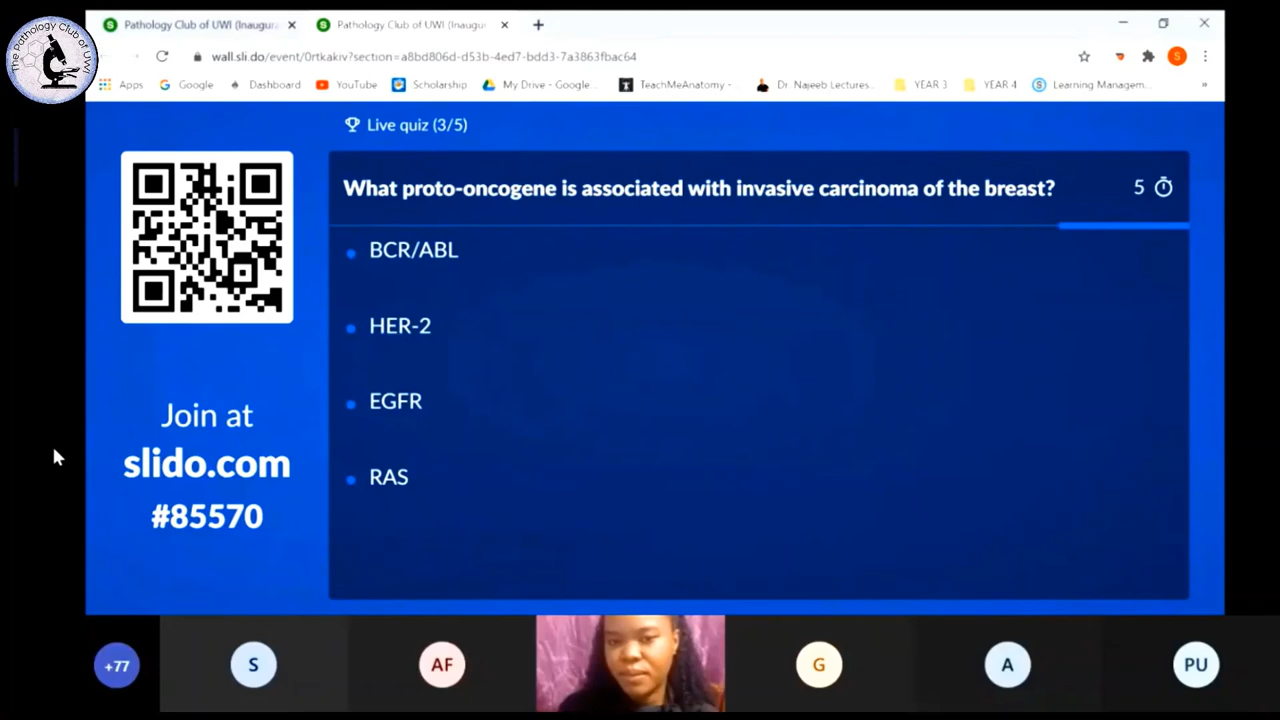 The Pathology Club of UWI
Pathology Club of UWI (Inaugura
Pathology Club of UWI (Inaugur
wall.sli.do/event/0rtkakiv?section=a8bd806d-d53b-4ed7-bdd3-7a3863fbac64
S
Apps Google Dashboard YouTube Scholarship My Drive - Google... TeachMeAnatomy - Dr. Najeeb Lectures... YEAR 3 YEAR 4 Learning Managem... »
Live quiz (3/5)
What proto-oncogene is associated with invasive carcinoma of the breast? 5
BCR/ABL
HER-2
EGFR
RAS
Join at
slido.com
#85570
+77 S AF G A PU